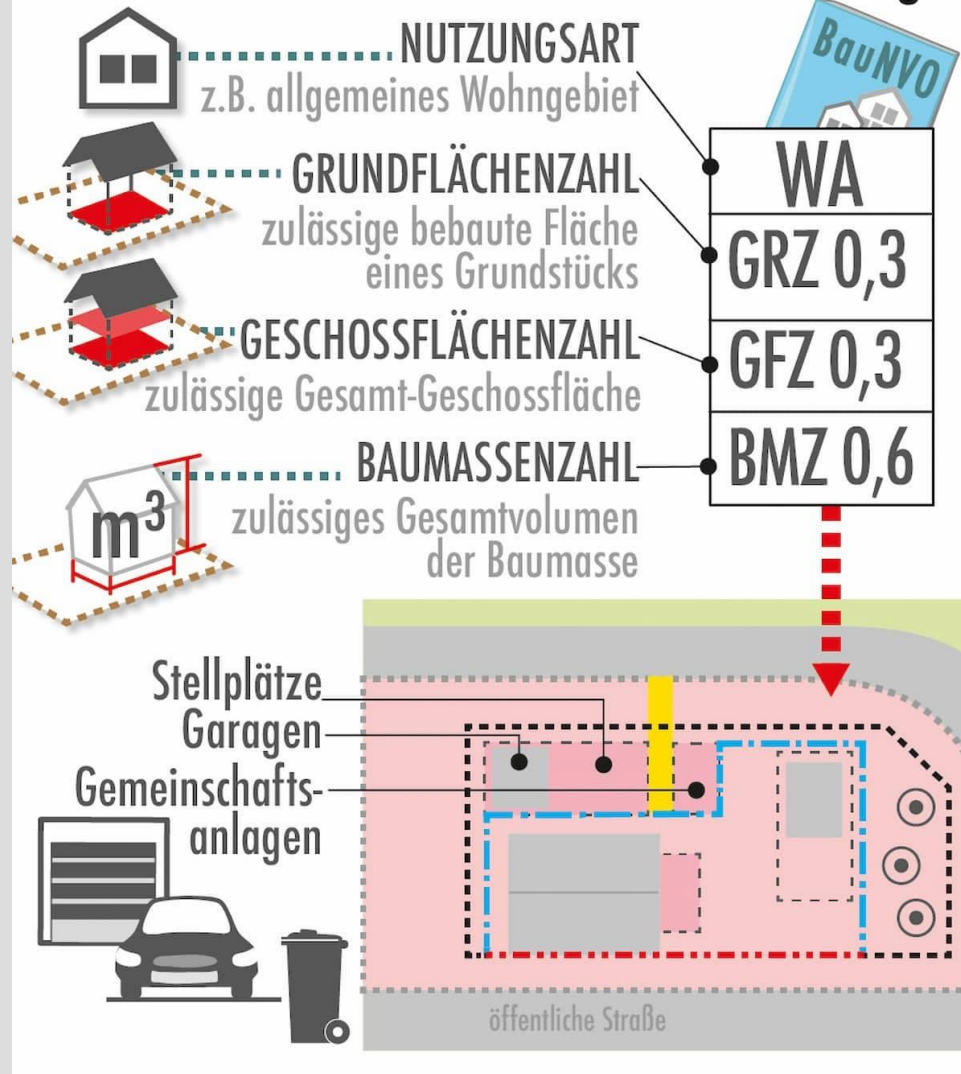 BauNVO
NUTZUNGSART
z.B. allgemeines Wohngebiet
WA
GRUNDFLÄCHENZAHL
zulässige bebaute Fläche
eines Grundstücks
GRZ 0,3
GESCHOSSFLÄCHENZAHL
zulässige Gesamt-Geschossfläche
GFZ 0,3
BAUMASSENZAHL
zulässiges Gesamtvolumen
der Baumasse
BMZ 0,6
m³
Stellplätze
Garagen
Gemeinschafts-
anlagen
öffentliche Straße